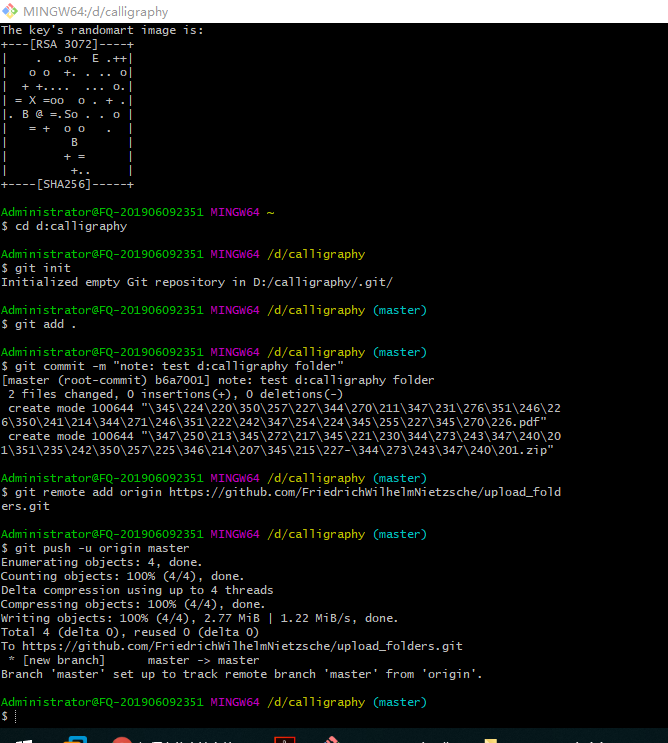 MINGW64:/d/calligraphy
The key's randomart image is:
+---[RSA 3072]----+
|    .  .o+  E .++|
|   o o  +. . .. o|
|  + +....  ... o.|
| = X =oo  o . + .|
|. B @ =.So . . o |
|   = +  o o   .  |
|         B       |
|        + =      |
|         +..     |
+----[SHA256]-----+
Administrator@FQ-201906092351 MINGW64 ~
$ cd d:calligraphy
Administrator@FQ-201906092351 MINGW64 /d/calligraphy
$ git init
Initialized empty Git repository in D:/calligraphy/.git/
Administrator@FQ-201906092351 MINGW64 /d/calligraphy (master)
$ git add .
Administrator@FQ-201906092351 MINGW64 /d/calligraphy (master)
$ git commit -m "note: test d:calligraphy folder"
[master (root-commit) b6a7001] note: test d:calligraphy folder
 2 files changed, 0 insertions(+), 0 deletions(-)
 create mode 100644 "\345\224\220\350\257\227\344\270\211\347\231\276\351\246\22
6\350\241\214\344\271\246\351\222\242\347\254\224\345\255\227\345\270\226.pdf"
 create mode 100644 "\347\250\213\345\272\217\345\221\230\344\273\243\347\240\20
1\351\235\242\350\257\225\346\214\207\345\215\227-\344\273\243\347\240\201.zip"
Administrator@FQ-201906092351 MINGW64 /d/calligraphy (master)
$ git remote add origin https://github.com/FriedrichWilhelmNietzsche/upload_fold
ers.git
Administrator@FQ-201906092351 MINGW64 /d/calligraphy (master)
$ git push -u origin master
Enumerating objects: 4, done.
Counting objects: 100% (4/4), done.
Delta compression using up to 4 threads
Compressing objects: 100% (4/4), done.
Writing objects: 100% (4/4), 2.77 MiB | 1.22 MiB/s, done.
Total 4 (delta 0), reused 0 (delta 0)
To https://github.com/FriedrichWilhelmNietzsche/upload_folders.git
 * [new branch]      master -> master
Branch 'master' set up to track remote branch 'master' from 'origin'.
Administrator@FQ-201906092351 MINGW64 /d/calligraphy (master)
$